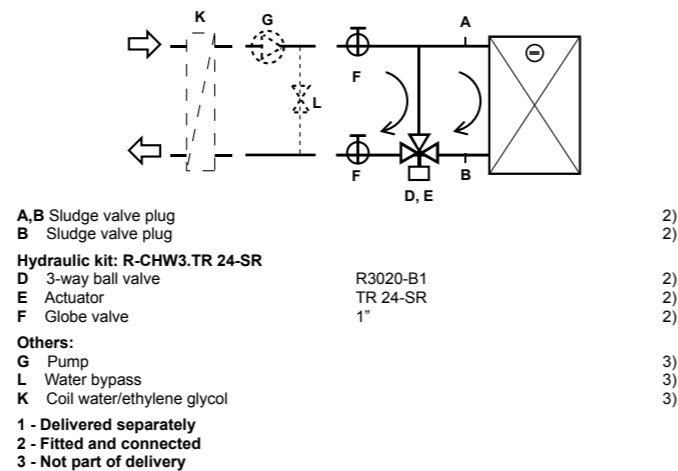 K
G
A
F
L
F
D, E
B
A,B Sludge valve plug 2)
B Sludge valve plug 2)
Hydraulic kit: R-CHW3.TR 24-SR
D 3-way ball valve R3020-B1 2)
E Actuator TR 24-SR 2)
F Globe valve 1” 2)
Others:
G Pump 3)
L Water bypass 3)
K Coil water/ethylene glycol 3)
1 - Delivered separately
2 - Fitted and connected
3 - Not part of delivery